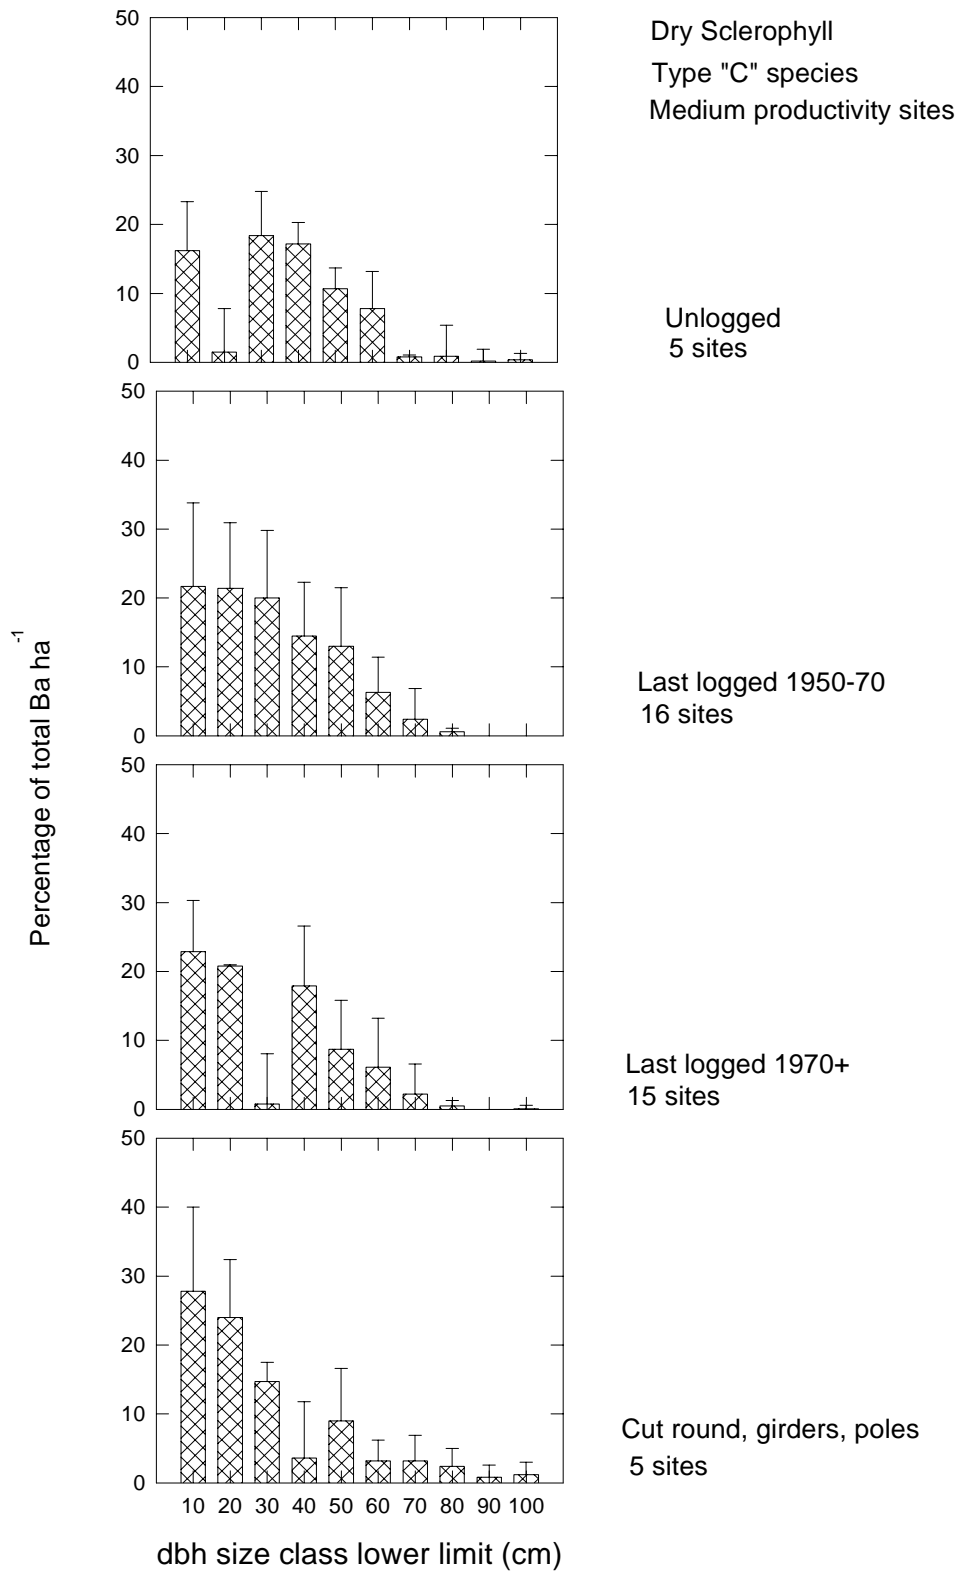 Dry Sclerophyll
Type "C" species
Medium productivity sites
50
40
30
20
10
0
Unlogged
5 sites
50
40
30
20
10
0
Last logged 1950-70
16 sites
Percentage of total Ba ha -1
50
40
30
20
10
0
Last logged 1970+
15 sites
50
40
30
20
10
0
Cut round, girders, poles
5 sites
10 20 30 40 50 60 70 80 90 100
dbh size class lower limit (cm)